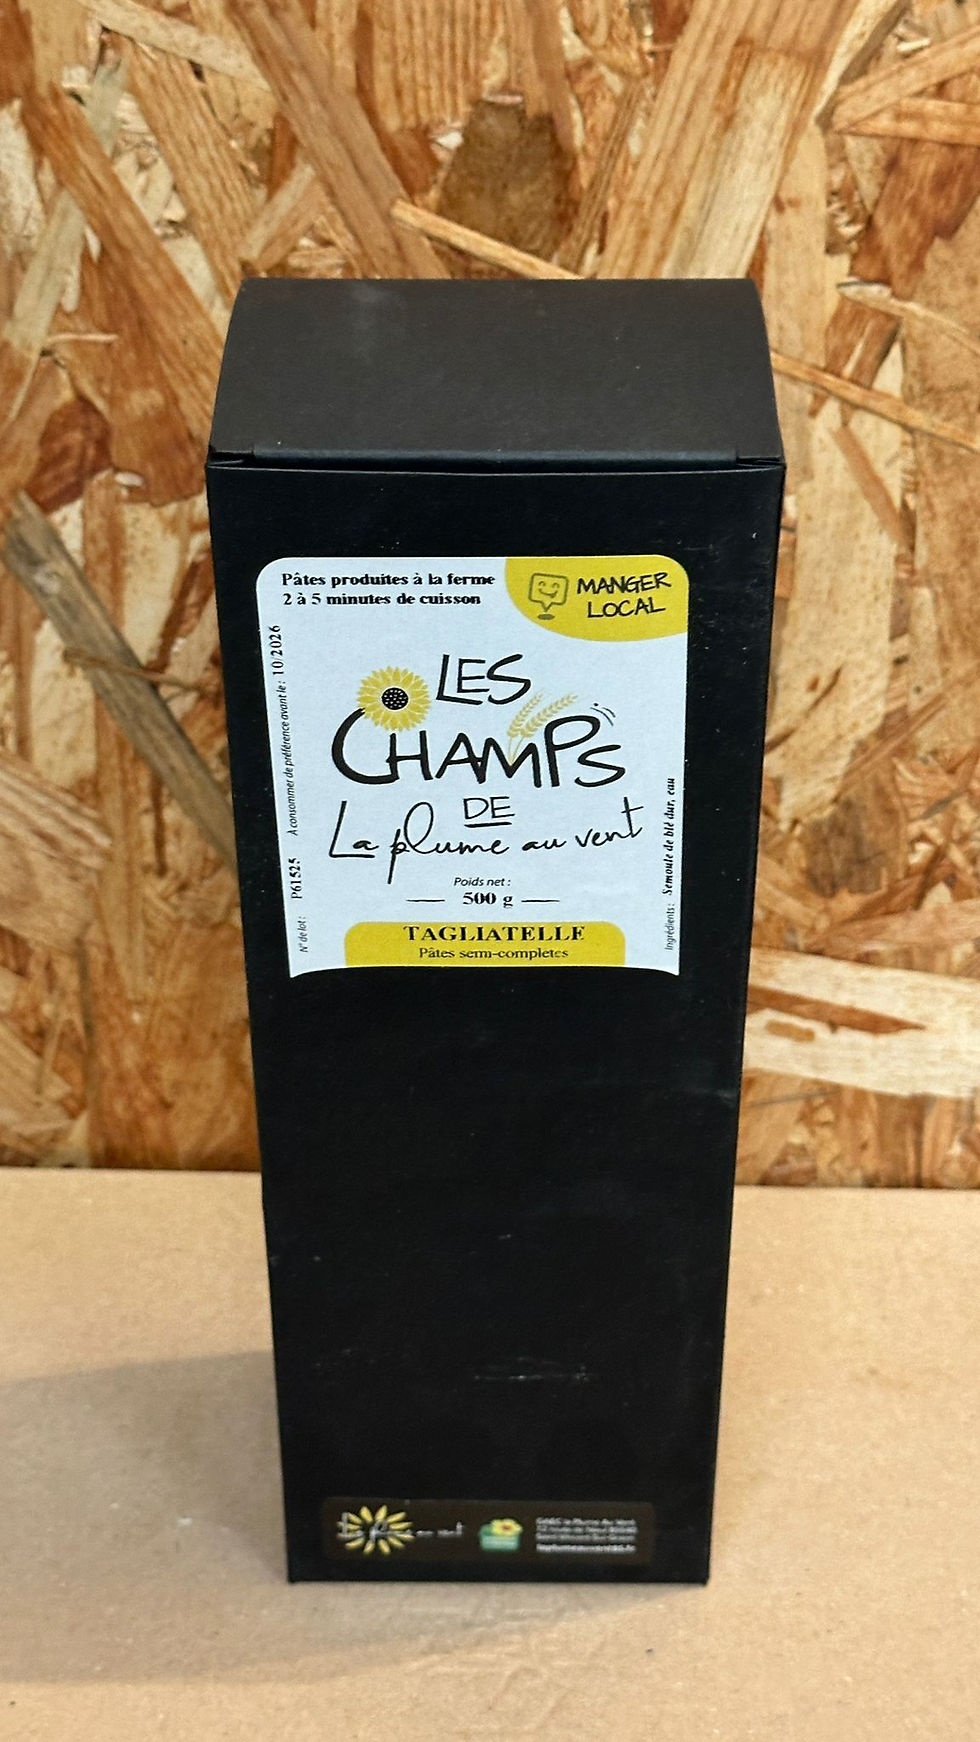 Pâtes produites à la ferme
2 à 5 minutes de cuisson
MANGER
LOCAL
LES
CHAMPS
DE
La plume au vent
Poids net :
500 g
TAGLIATELLE
Pâtes semi-completes
A consommer de préférence avant le : 10/2026
N° de lot : P61525
Ingrédients : Semoule de blé dur, eau